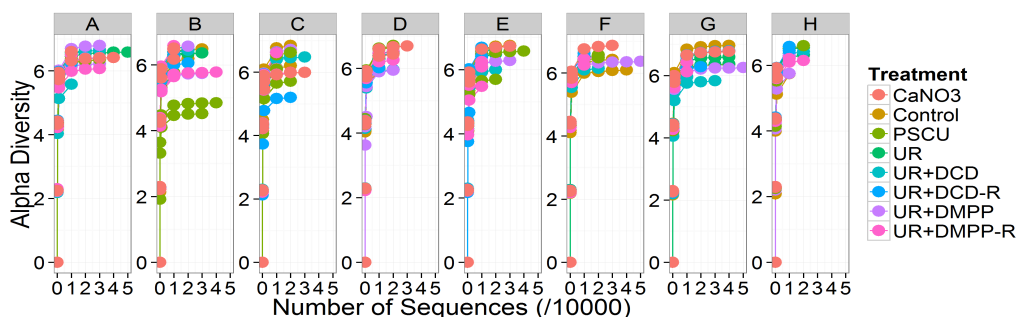 A B C D E F G H
Alpha Diversity
6 6 6 6 6 6 6 6
4 4 4 4 4 4 4 4
2 2 2 2 2 2 2 2
0 0 0 0 0 0 0 0
0 1 2 3 4 5 0 1 2 3 4 5 0 1 2 3 4 5 0 1 2 3 4 5 0 1 2 3 4 5 0 1 2 3 4 5 0 1 2 3 4 5 0 1 2 3 4 5
Number of Sequences (/10000)
Treatment
CaNO3
Control
PSCU
UR
UR+DCD
UR+DCD-R
UR+DMPP
UR+DMPP-R